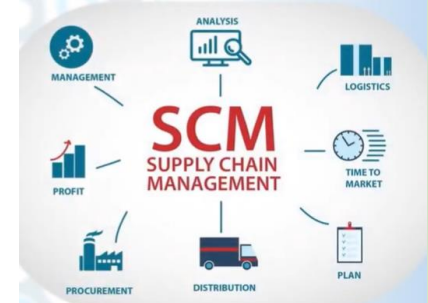 ANALYSIS
MANAGEMENT
LOGISTICS
SCM
SUPPLY CHAIN
MANAGEMENT
PROFIT
TIME TO
MARKET
PROCUREMENT
DISTRIBUTION
PLAN